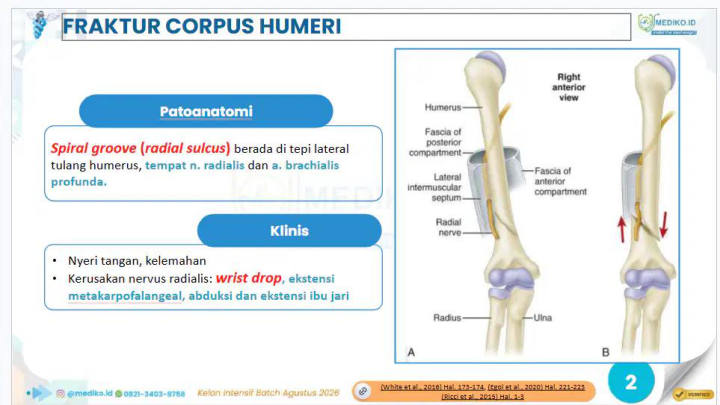 FRAKTUR CORPUS HUMERI
MEDIKO.ID
Patoanatomi
Spiral groove (radial sulcus) berada di tepi lateral
tulang humerus, tempat n. radialis dan a. brachialis
profunda.
Klinis
• Nyeri tangan, kelemahan
• Kerusakan nervus radialis: wrist drop, ekstensi
metakarpofalangeal, abduksi dan ekstensi ibu jari
Right
anterior
view
Humerus
Fascia of
posterior
compartment
Lateral
intermuscular
septum
Radial
nerve
Fascia of
anterior
compartment
Radius
Ulna
A
B
@mediko.id
0821-3403-9768
Kelan Intensif Batch Agustus 2026
(White et al., 2016) Hal. 173-174, (Egol et al., 2020) Hal. 221-223
(Ricci et al., 2015) Hal. 1-3
2